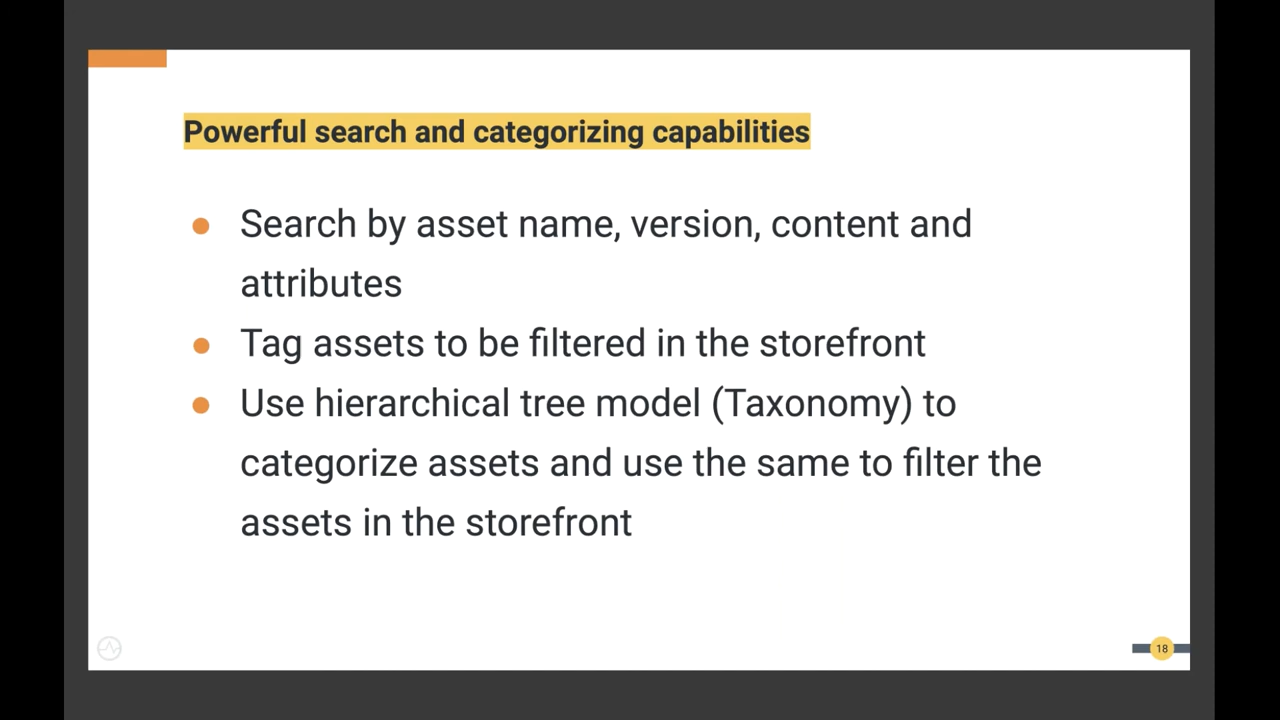 Powerful search and categorizing capabilities
● Search by asset name, version, content and
attributes
● Tag assets to be filtered in the storefront
● Use hierarchical tree model (Taxonomy) to
categorize assets and use the same to filter the
assets in the storefront
18